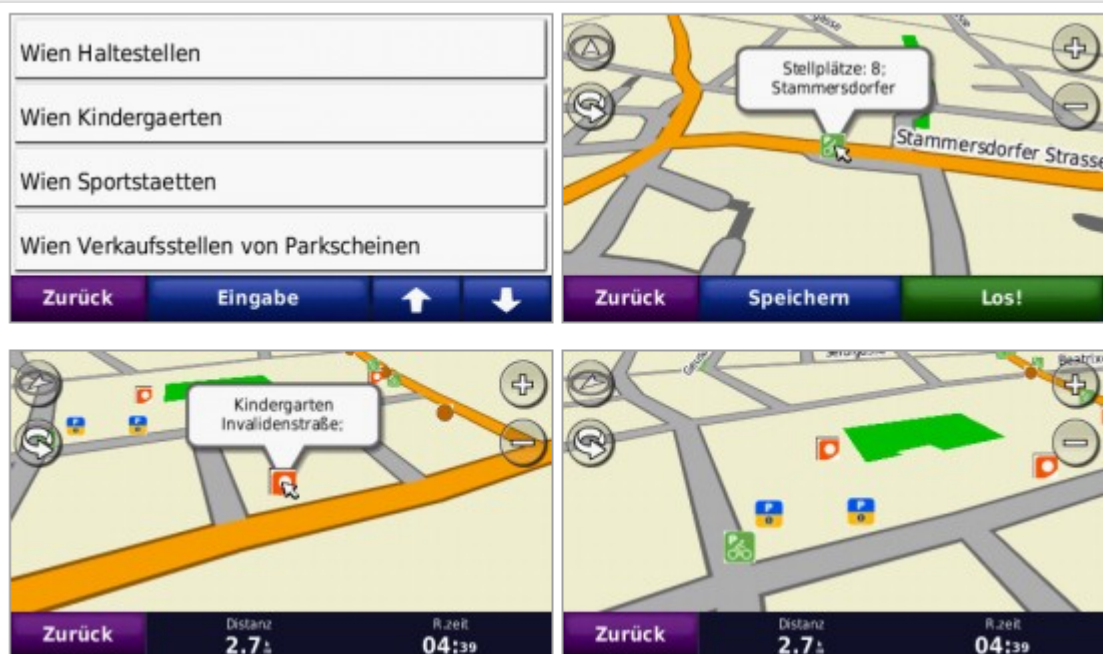 Wien Haltestellen
Wien Kindergaerten
Wien Sportstaetten
Wien Verkaufsstellen von Parkscheinen
Zurück
Eingabe
Stellplätze: 8;
Stammersdorfer
Stammersdorfer Strasse
Zurück
Speichern
Los!
Kindergarten
Invalidenstraße;
Zurück
Distanz
2.7
R.zeit
04:39
Beatrix
P
P
Zurück
Distanz
2.7
R.zeit
04:39